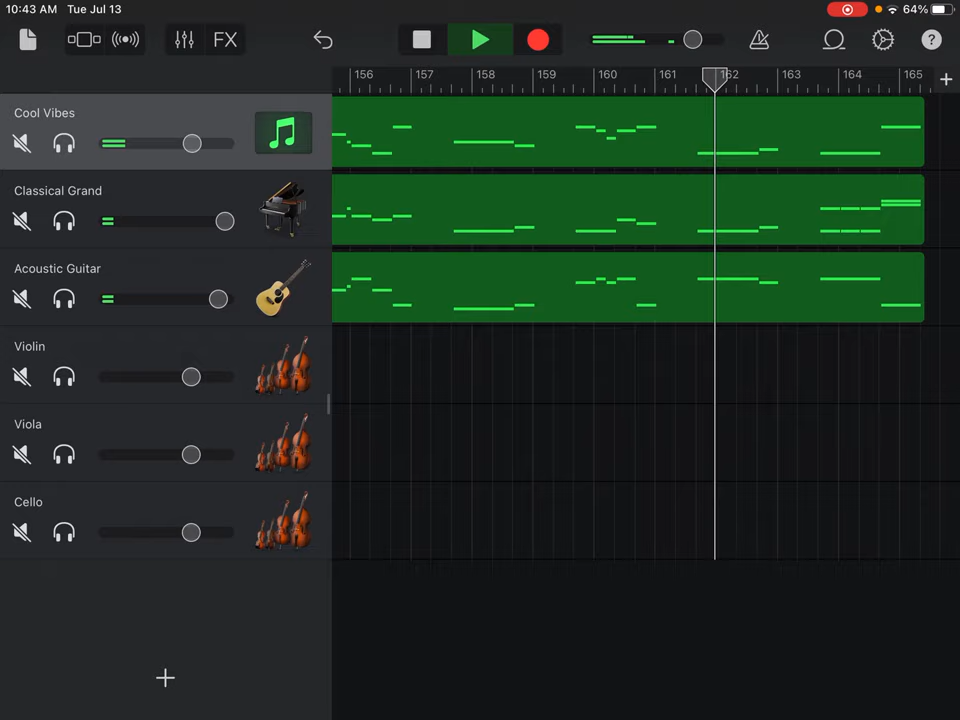 10:43 AM Tue Jul 13 64%
FX ?
156 157 158 159 160 161 162 163 164 165 +
Cool Vibes
Classical Grand
Acoustic Guitar
Violin
Viola
Cello
+